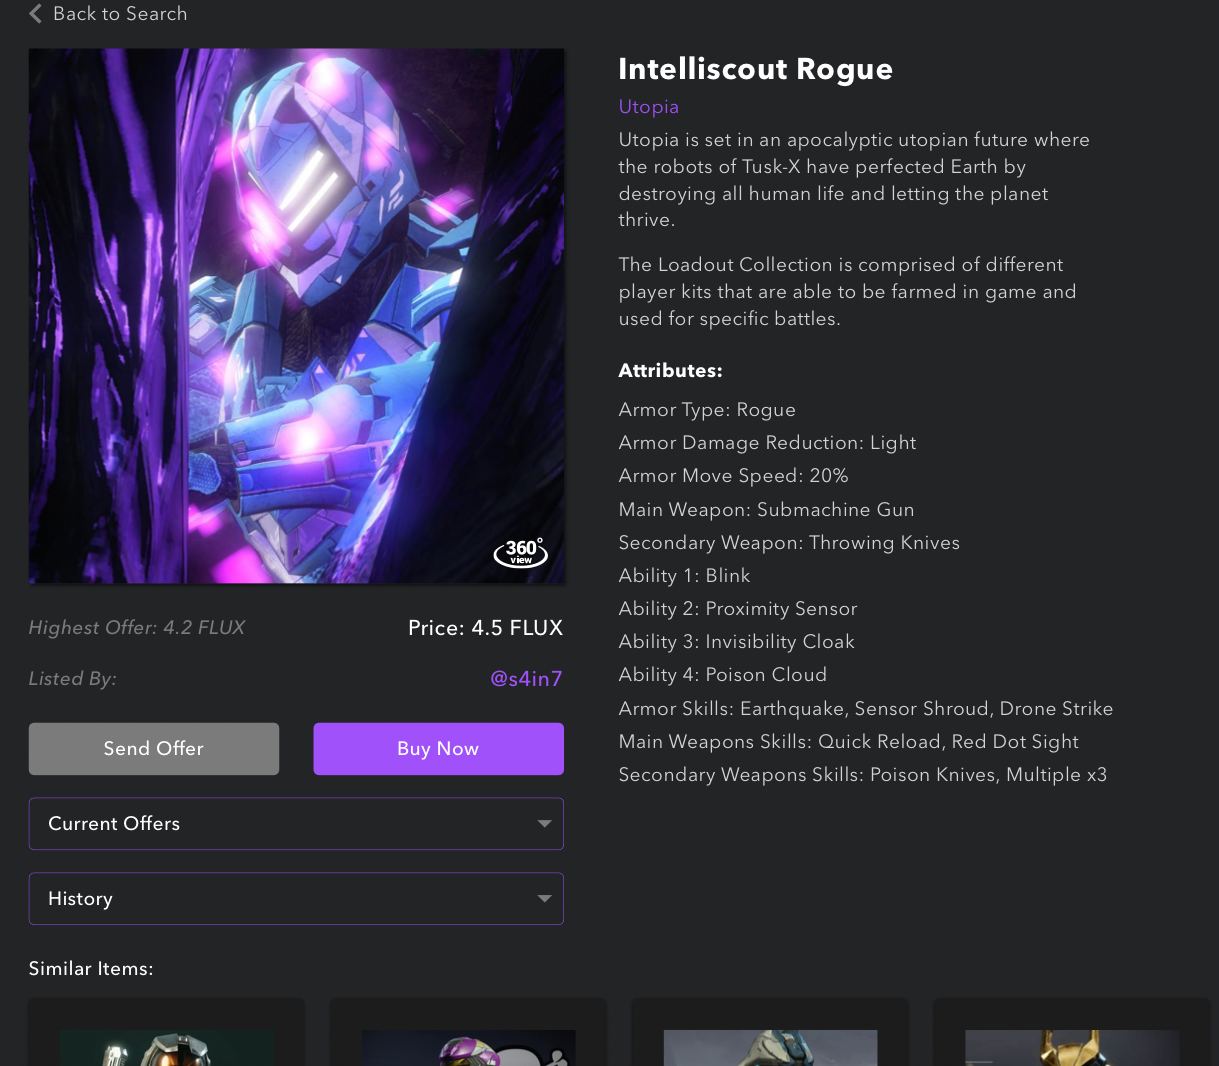 Back to Search
360°
view
Highest Offer: 4.2 FLUX
Price: 4.5 FLUX
Listed By:
@s4in7
Send Offer
Buy Now
Current Offers
History
Intelliscout Rogue
Utopia
Utopia is set in an apocalyptic utopian future where
the robots of Tusk-X have perfected Earth by
destroying all human life and letting the planet
thrive.
The Loadout Collection is comprised of different
player kits that are able to be farmed in game and
used for specific battles.
Attributes:
Armor Type: Rogue
Armor Damage Reduction: Light
Armor Move Speed: 20%
Main Weapon: Submachine Gun
Secondary Weapon: Throwing Knives
Ability 1: Blink
Ability 2: Proximity Sensor
Ability 3: Invisibility Cloak
Ability 4: Poison Cloud
Armor Skills: Earthquake, Sensor Shroud, Drone Strike
Main Weapons Skills: Quick Reload, Red Dot Sight
Secondary Weapons Skills: Poison Knives, Multiple x3
Similar Items: